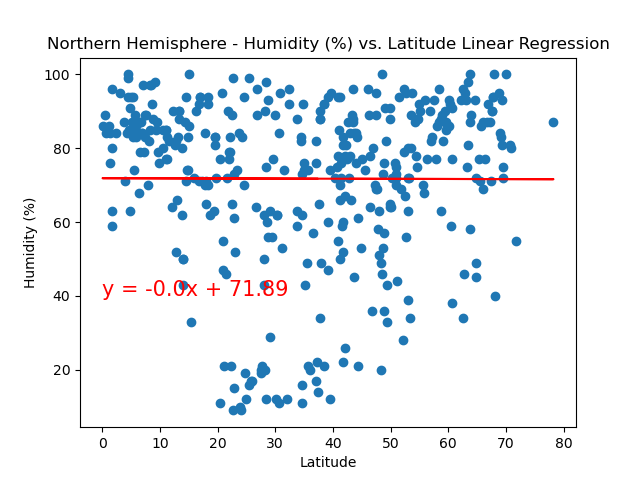 Northern Hemisphere - Humidity (%) vs. Latitude Linear Regression
100
80
60
40
20
Humidity (%)
y = -0.0x + 71.89
0 10 20 30 40 50 60 70 80
Latitude